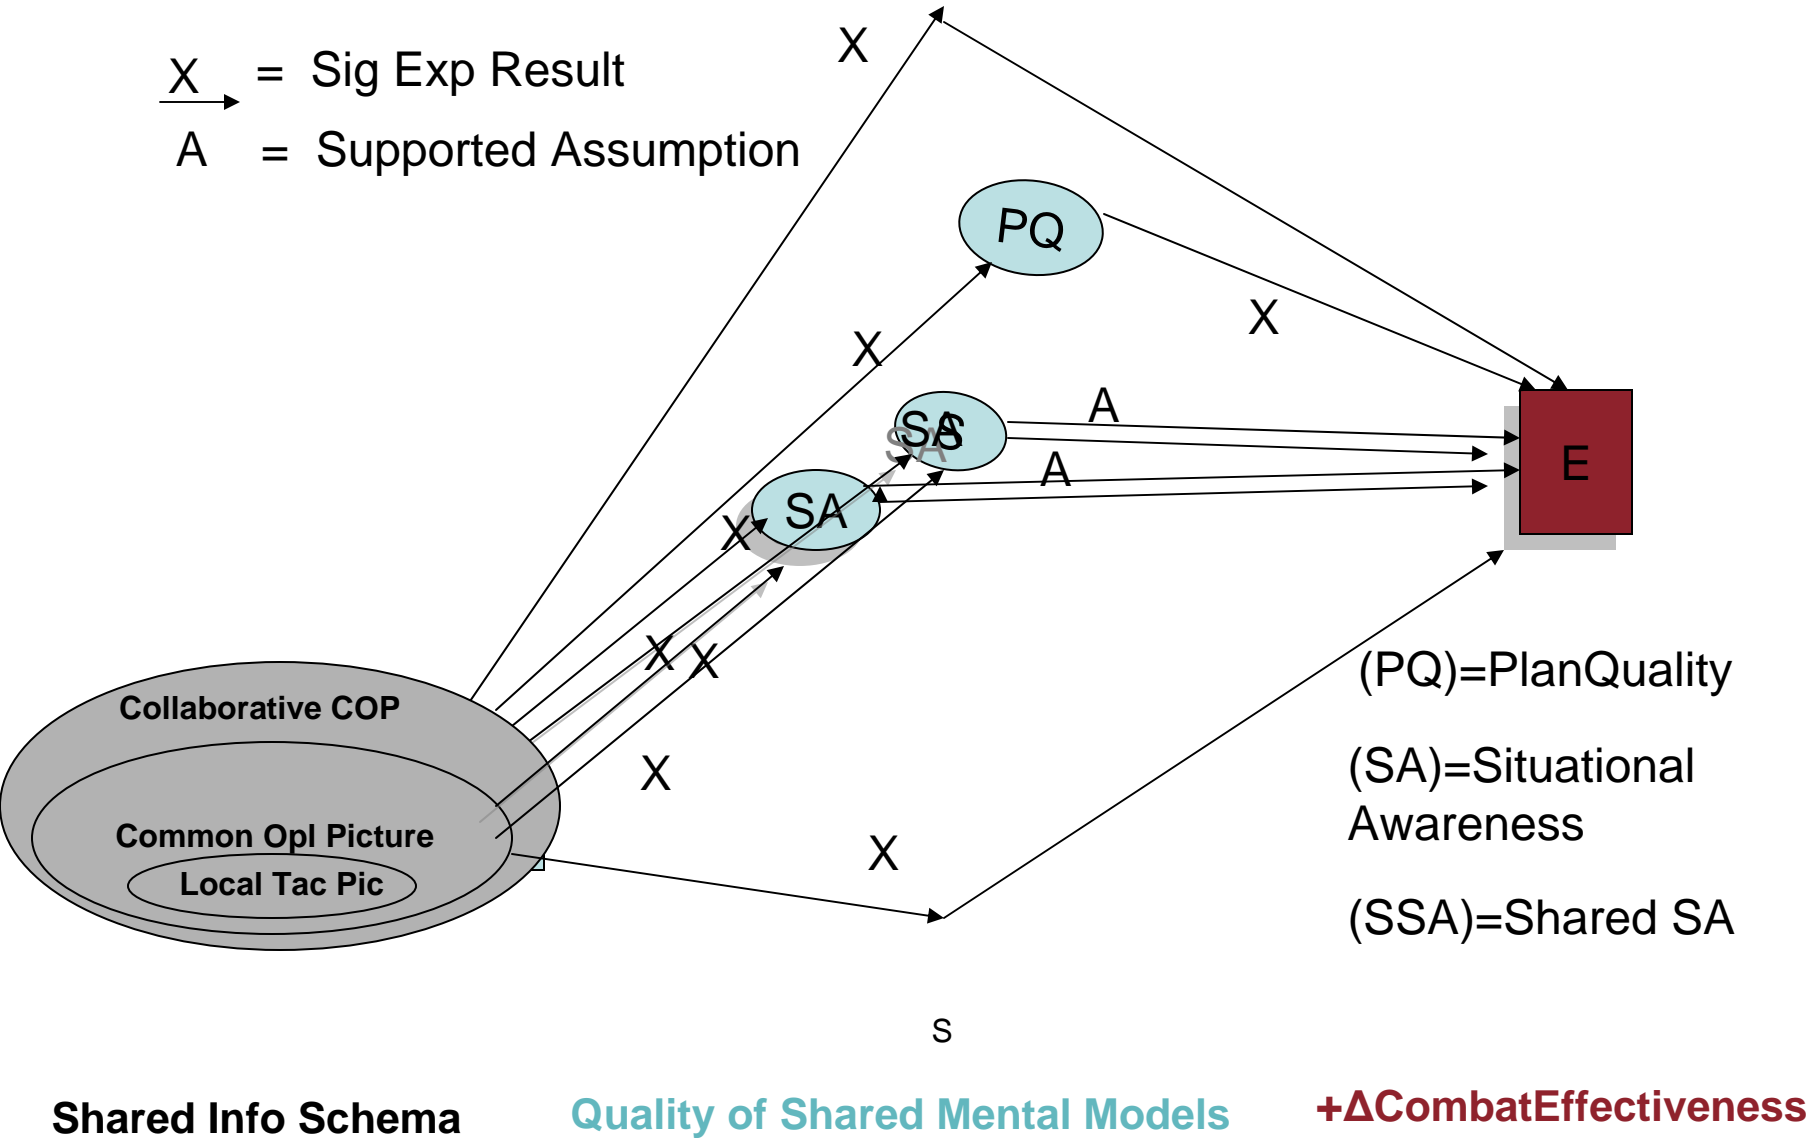 X
X = Sig Exp Result
A = Supported Assumption
PQ
X
X
A
SA
S
SA
A
E
SA
X
X
X
(PQ)=PlanQuality
Collaborative COP
X
(SA)=Situational
Awareness
Common Opl Picture
X
Local Tac Pic
(SSA)=Shared SA
S
Shared Info Schema
Quality of Shared Mental Models
+ΔCombatEffectiveness